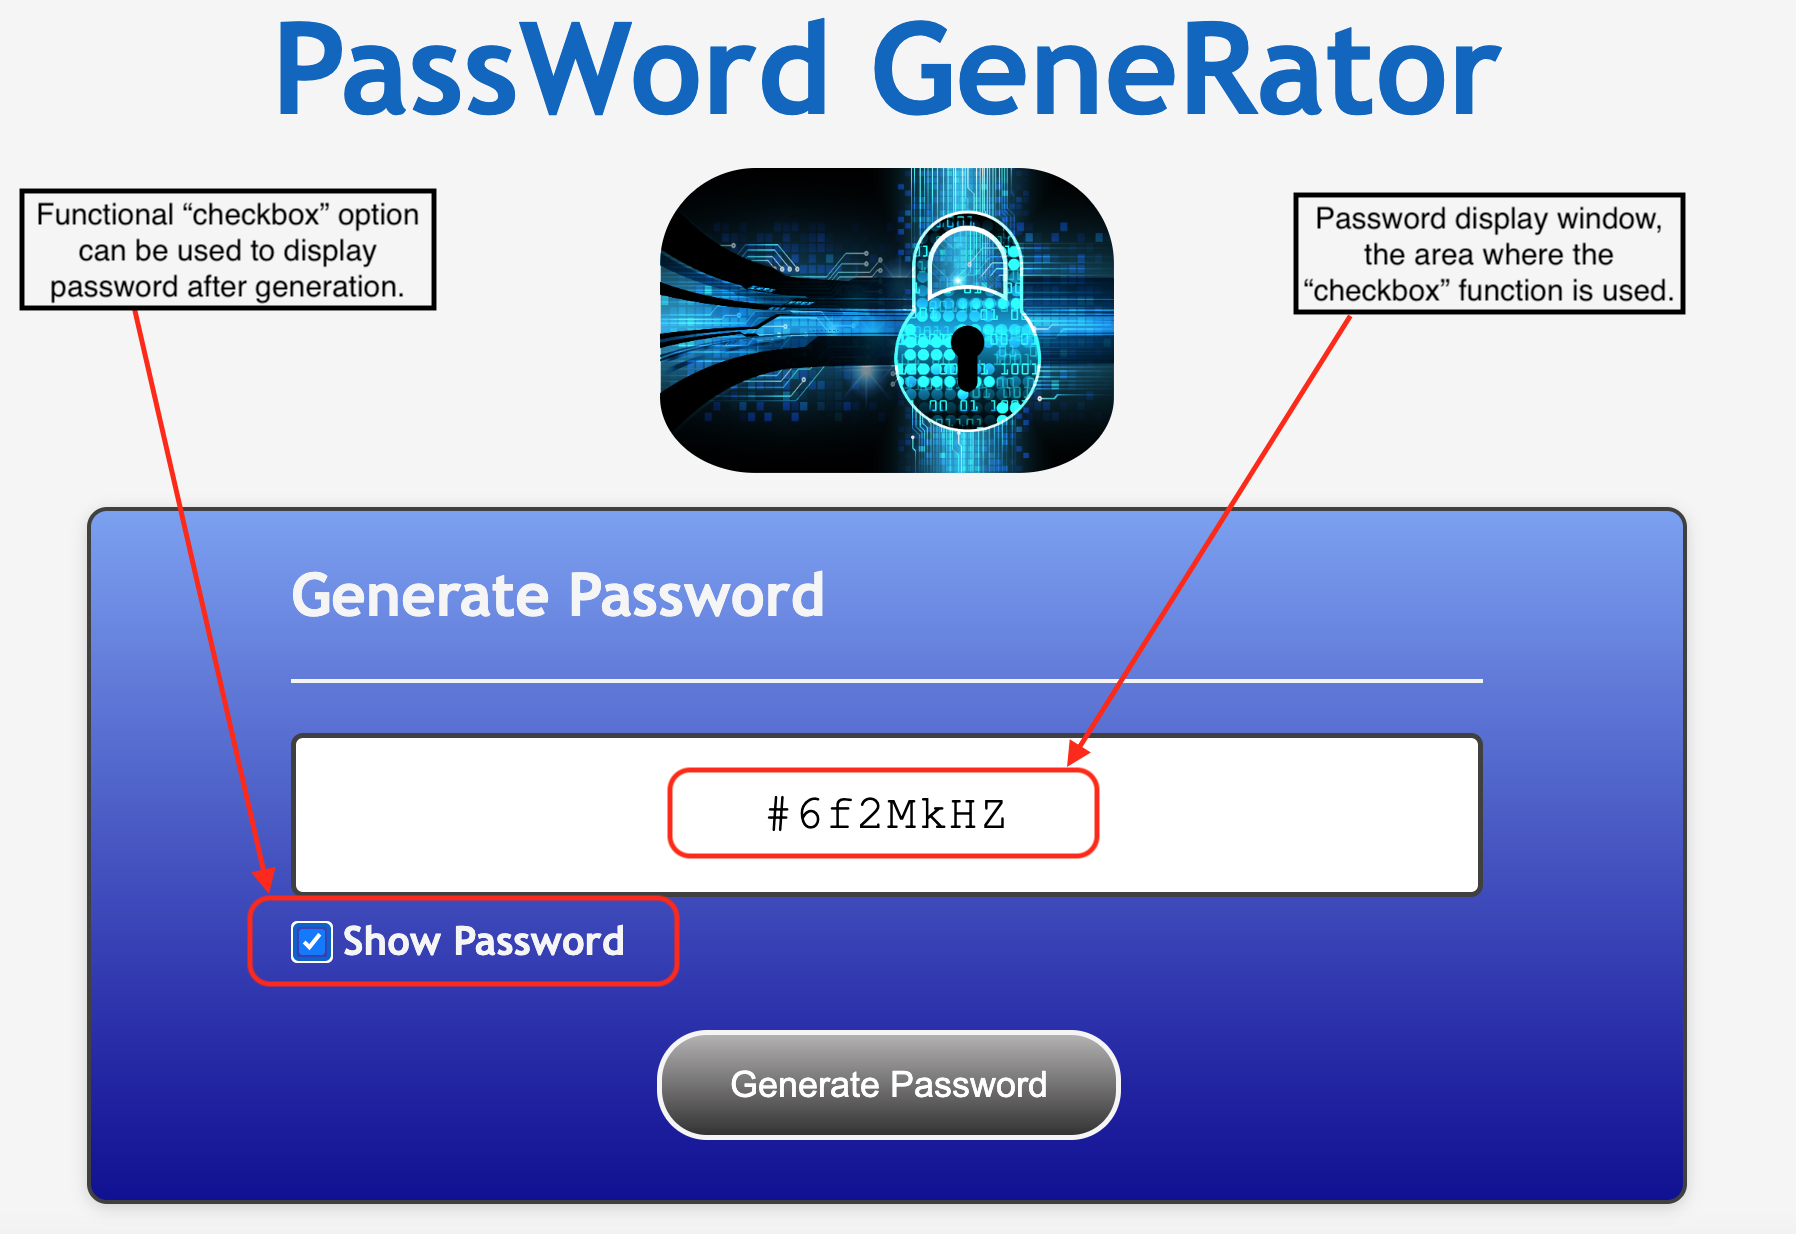 PassWord GeneRator
Functional “checkbox” option
can be used to display
password after generation.
Password display window,
the area where the
“checkbox” function is used.
Generate Password
#6f2MkHZ
Show Password
Generate Password